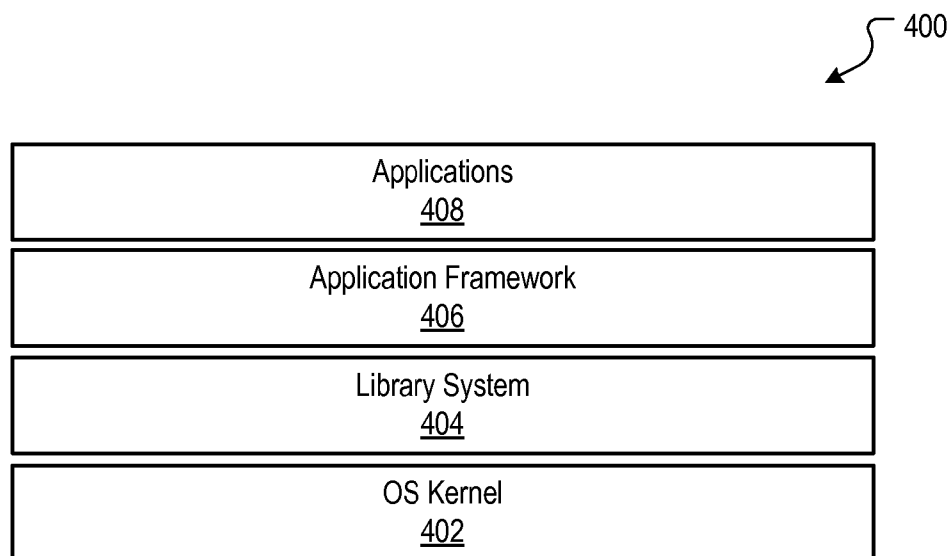 400
Applications
408
Application Framework
406
Library System
404
OS Kernel
402